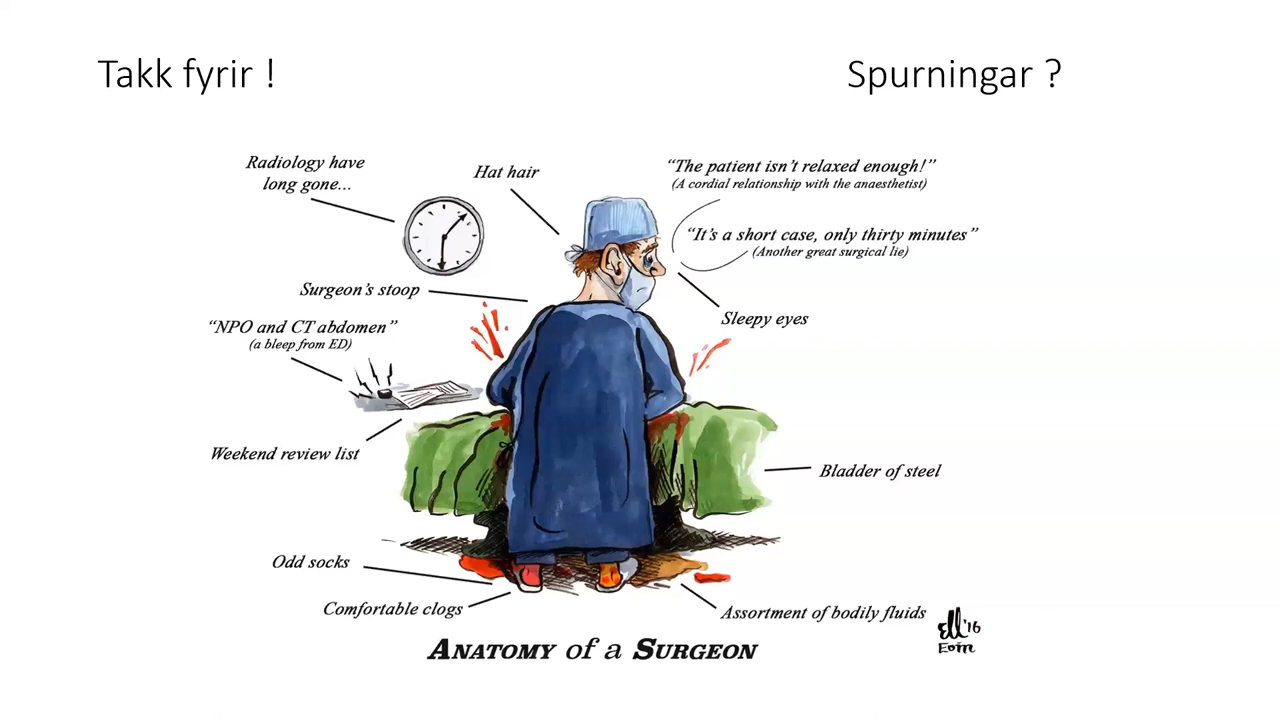 Takk fyrir !
Spurningar ?
Radiology have
long gone...
Hat hair
“The patient isn’t relaxed enough!”
(A cordial relationship with the anaesthetist)
“It’s a short case, only thirty minutes”
(Another great surgical lie)
Surgeon’s stoop
Sleepy eyes
“NPO and CT abdomen”
(a bleep from ED)
Weekend review list
Bladder of steel
Odd socks
Comfortable clogs
Assortment of bodily fluids
ANATOMY of a SURGEON
'16
Eoin